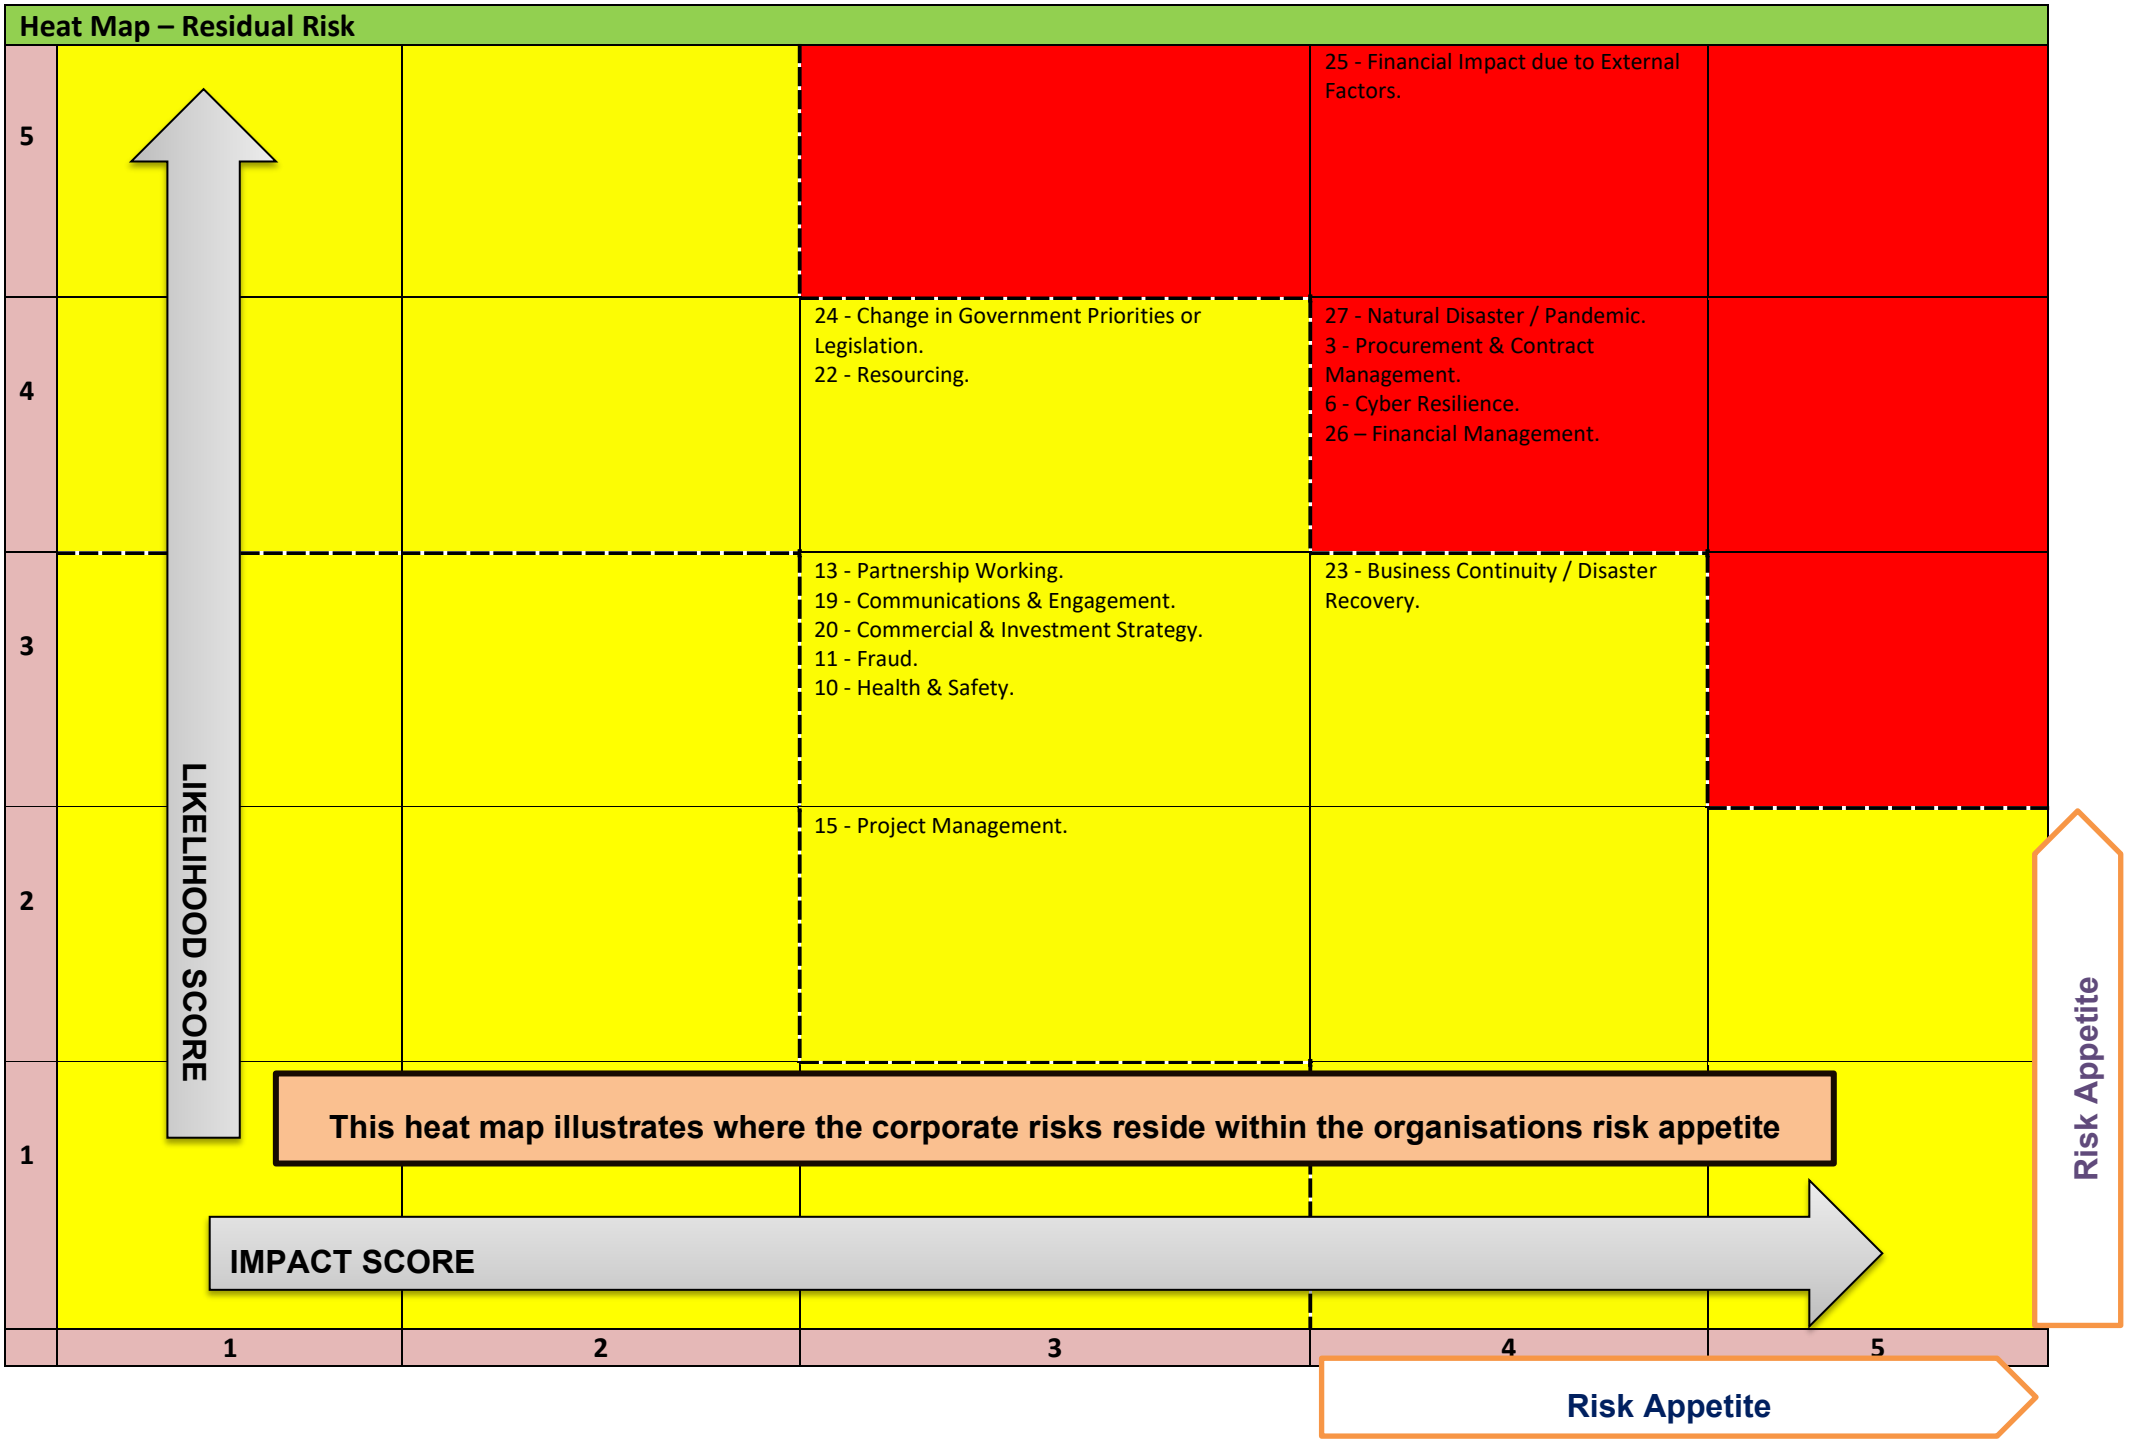 Heat Map – Residual Risk
5
25 - Financial Impact due to External
Factors.
4
24 - Change in Government Priorities or
Legislation.
22 - Resourcing.
27 - Natural Disaster / Pandemic.
3 - Procurement & Contract
Management.
6 - Cyber Resilience.
26 – Financial Management.
3
13 - Partnership Working.
19 - Communications & Engagement.
20 - Commercial & Investment Strategy.
11 - Fraud.
10 - Health & Safety.
23 - Business Continuity / Disaster
Recovery.
LIKELIHOOD SCORE
2
15 - Project Management.
Risk Appetite
1
This heat map illustrates where the corporate risks reside within the organisations risk appetite
IMPACT SCORE
1 2 3 4 5
Risk Appetite